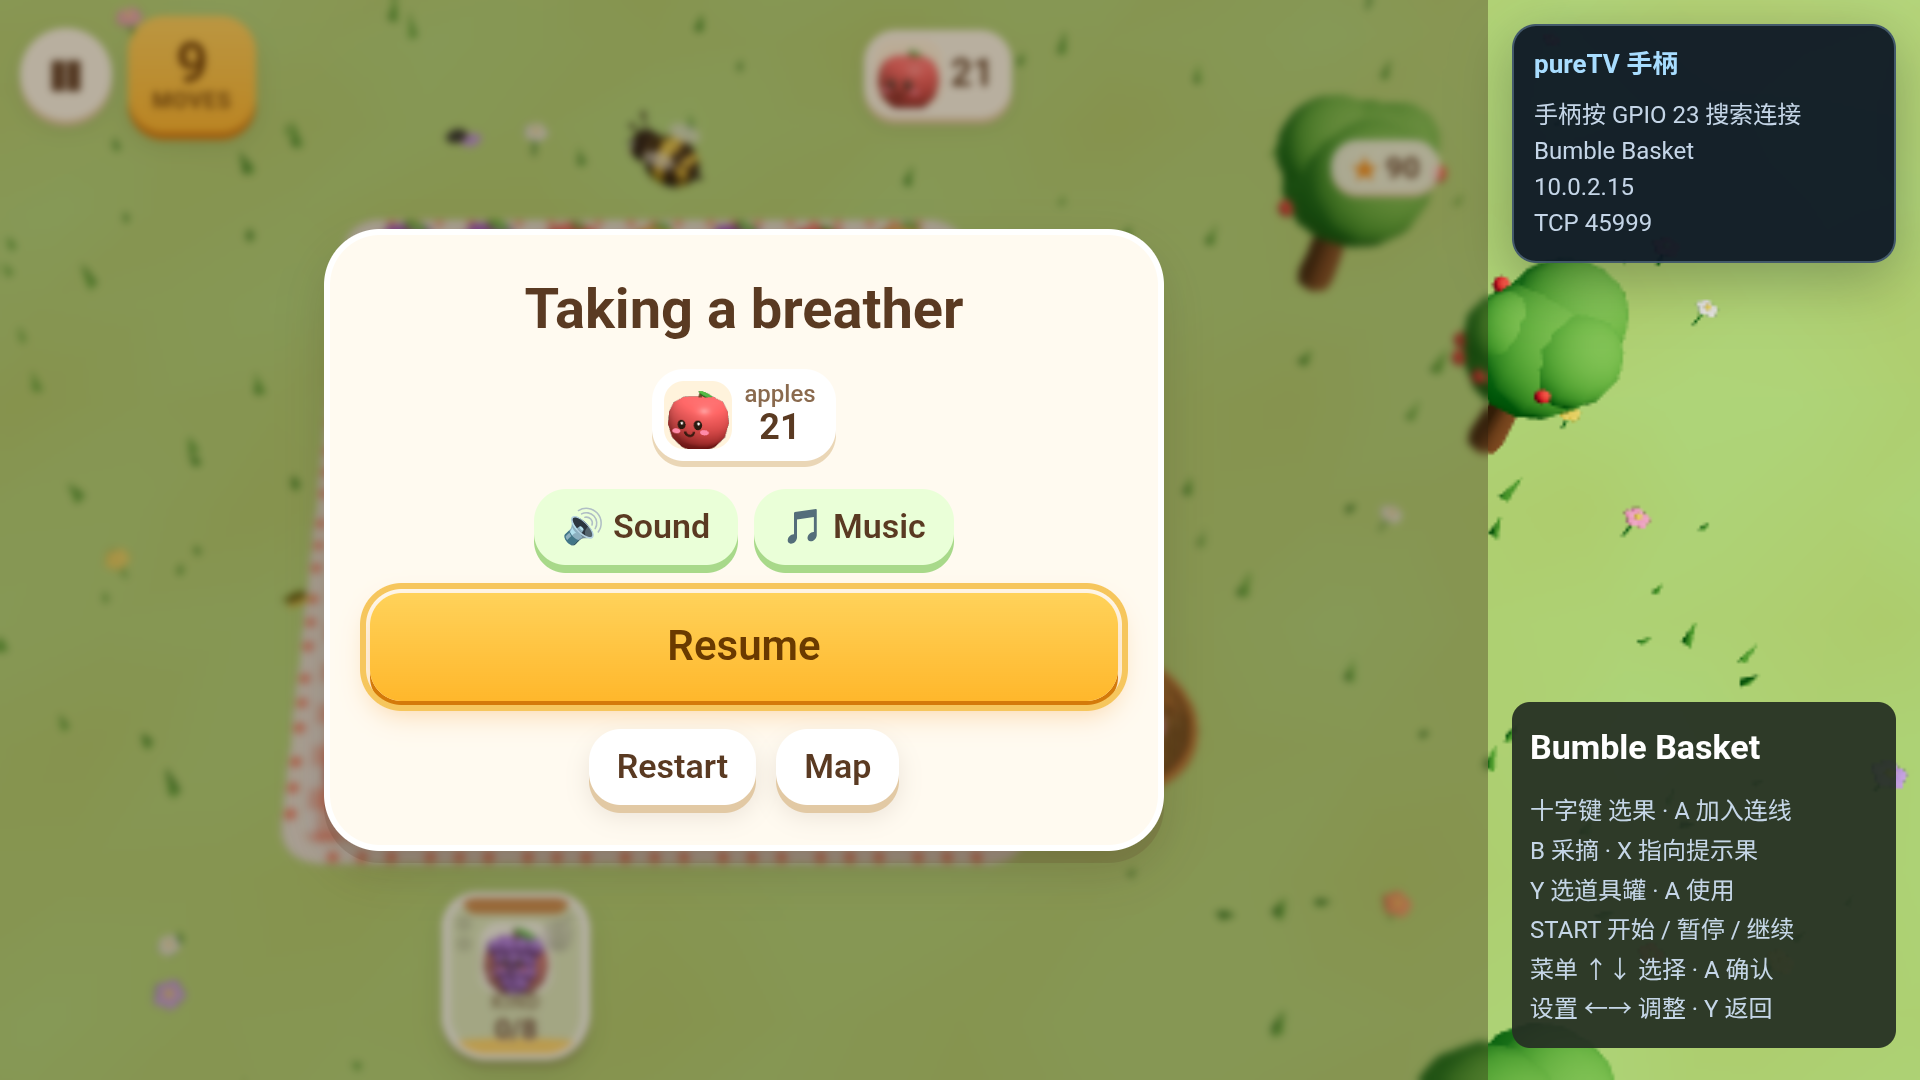 9
MOVES
21
90
Taking a breather
apples
21
🔊 Sound
🎵 Music
Resume
Restart
Map
0/8
pureTV 手柄
手柄按 GPIO 23 搜索连接
Bumble Basket
10.0.2.15
TCP 45999
Bumble Basket
十字键 选果 · A 加入连线
B 采摘 · X 指向提示果
Y 选道具罐 · A 使用
START 开始 / 暂停 / 继续
菜单 ↑↓ 选择 · A 确认
设置 ←→ 调整 · Y 返回